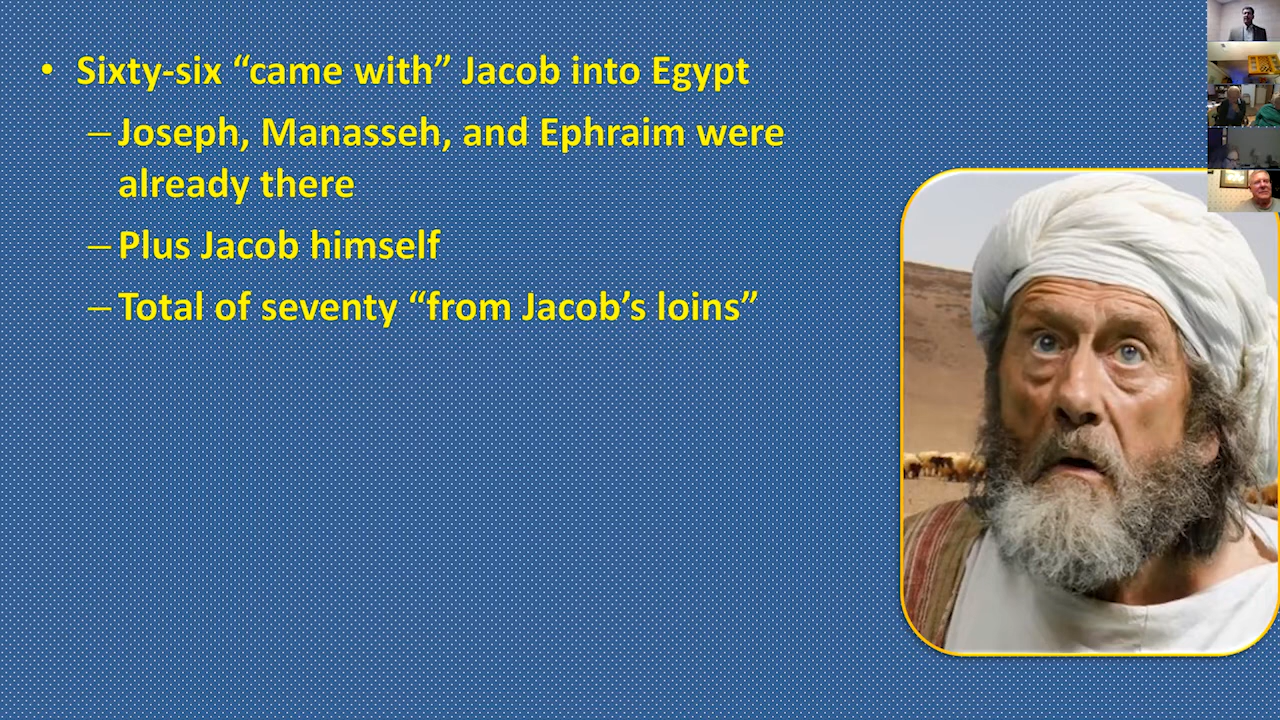 • Sixty-six “came with” Jacob into Egypt
– Joseph, Manasseh, and Ephraim were
already there
– Plus Jacob himself
– Total of seventy “from Jacob’s loins”